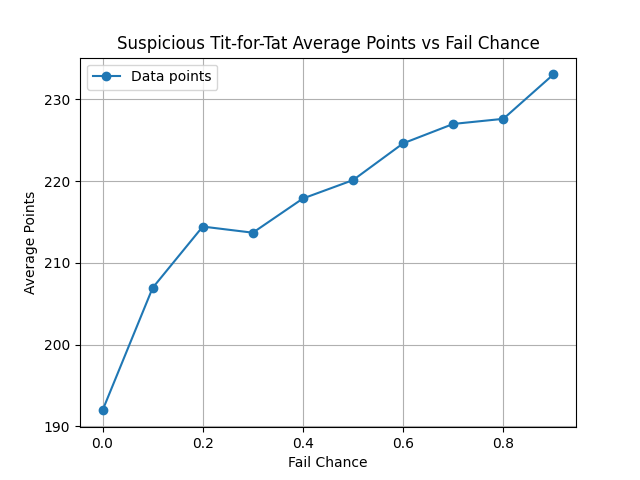 Suspicious Tit-for-Tat Average Points vs Fail Chance
Data points
230
220
210
200
190
Average Points
0.0 0.2 0.4 0.6 0.8
Fail Chance